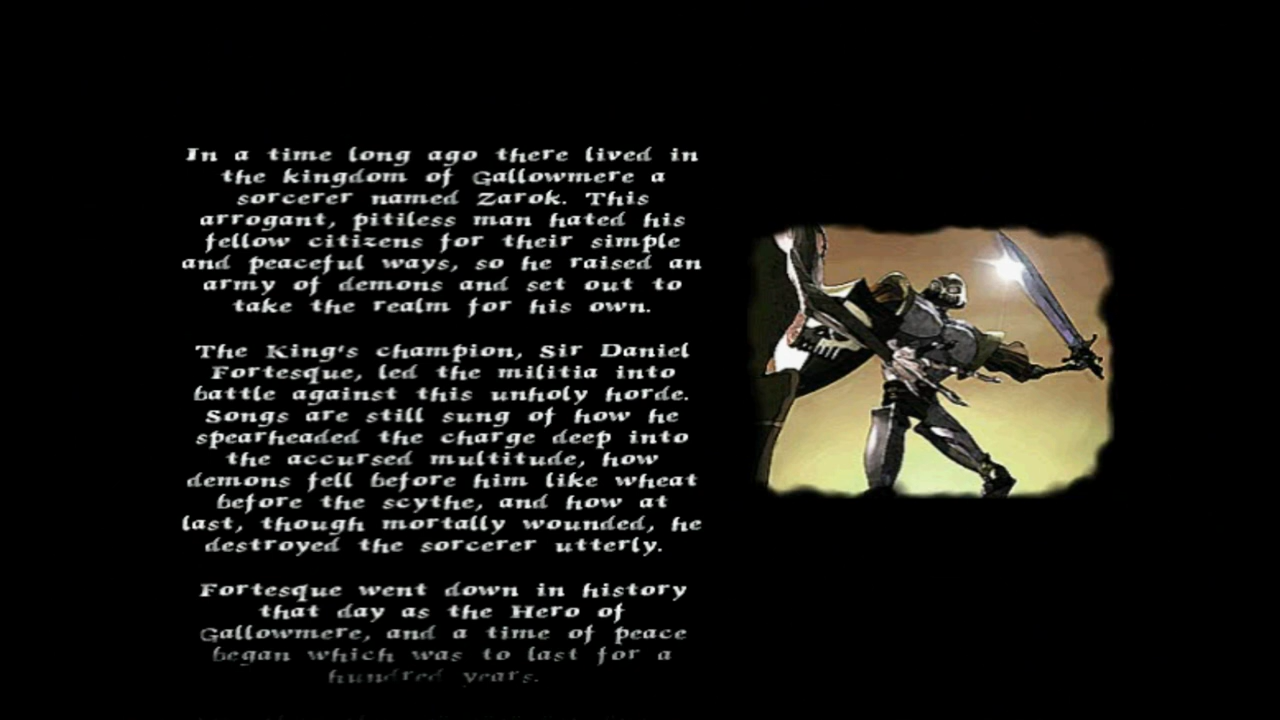 In a time long ago there lived in
the kingdom of Gallowmere a
sorcerer named Zarok. This
arrogant, pitiless man hated his
fellow citizens for their simple
and peaceful ways, so he raised an
army of demons and set out to
take the realm for his own.
The King's champion, Sir Daniel
Fortesque, led the militia into
battle against this unholy horde.
Songs are still sung of how he
spearheaded the charge deep into
the accursed multitude, how
demons fell before him like wheat
before the scythe, and how at
last, though mortally wounded, he
destroyed the sorcerer utterly.
Fortesque went down in history
that day as the Hero of
Gallowmere, and a time of peace
began which was to last for a
hundred years.